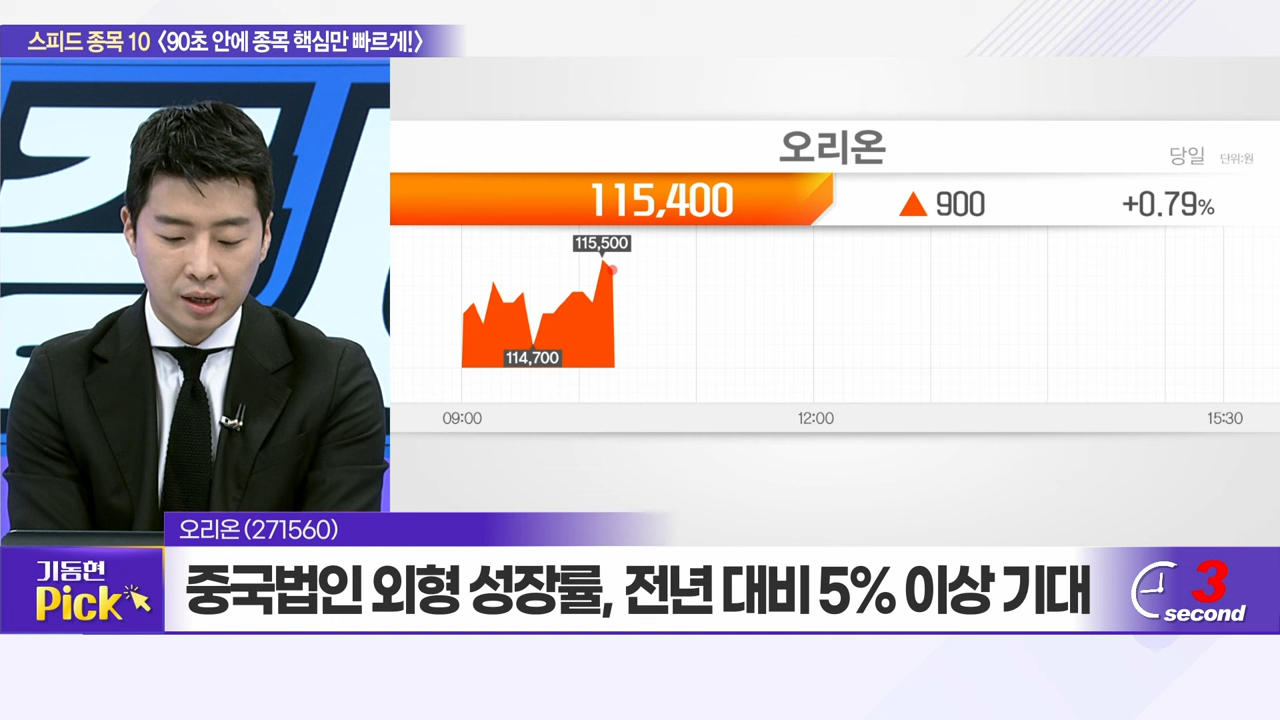 스피드 종목 10 <90초 안에 종목 핵심만 빠르게!>
오리온
당일 단위:원
115,400 ▲ 900 +0.79%
115,500
114,700
09:00 12:00 15:30
오리온(271560)
기동현
Pick
중국법인 외형 성장률, 전년 대비 5% 이상 기대
3
second